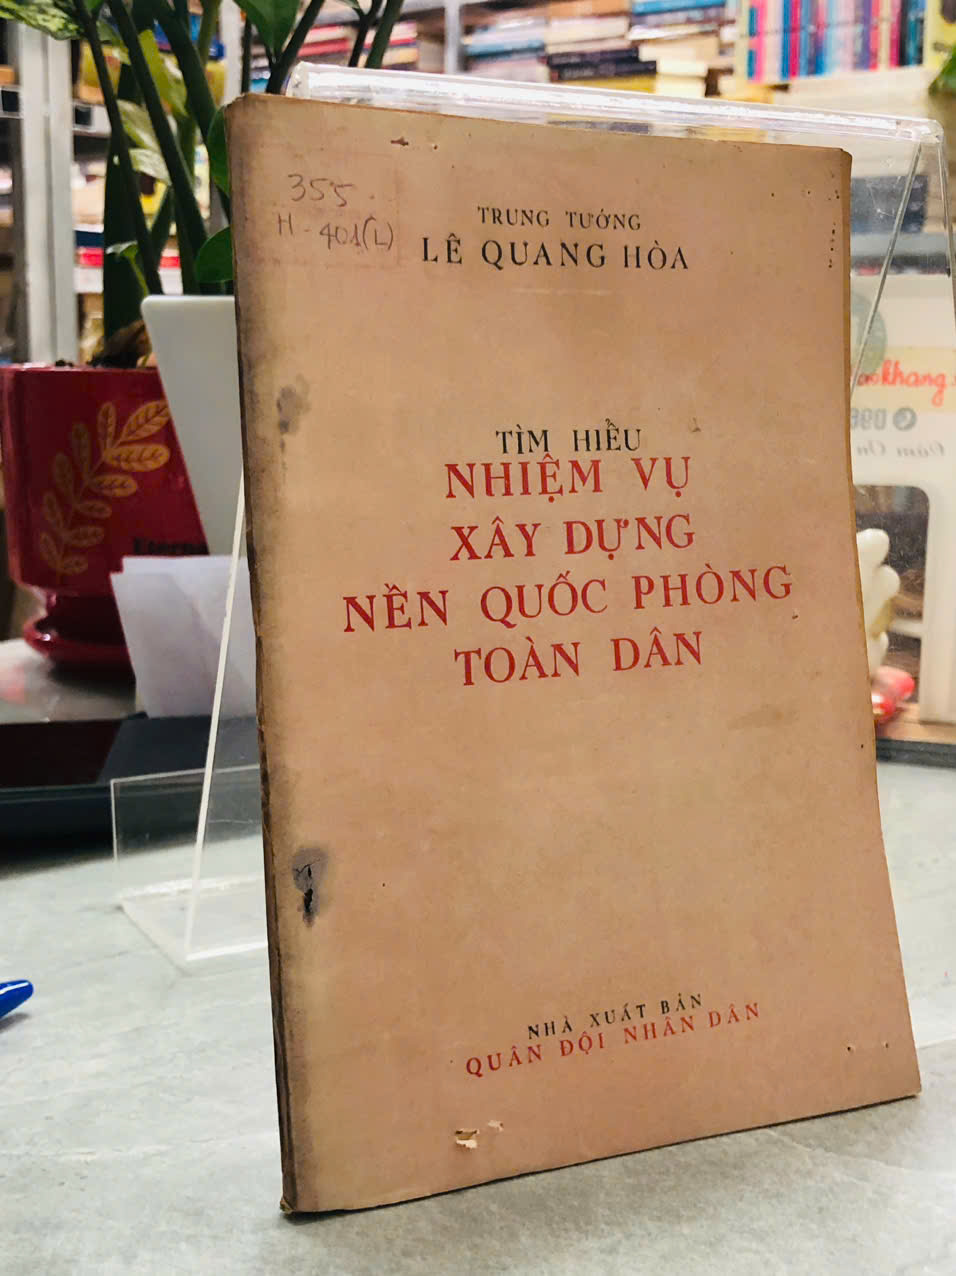 355.
H-401(L)
TRUNG TƯỚNG
LÊ QUANG HÒA
TÌM HIỂU
NHIỆM VỤ
XÂY DỰNG
NỀN QUỐC PHÒNG
TOÀN DÂN
NHÀ XUẤT BẢN
QUÂN ĐỘI NHÂN DÂN